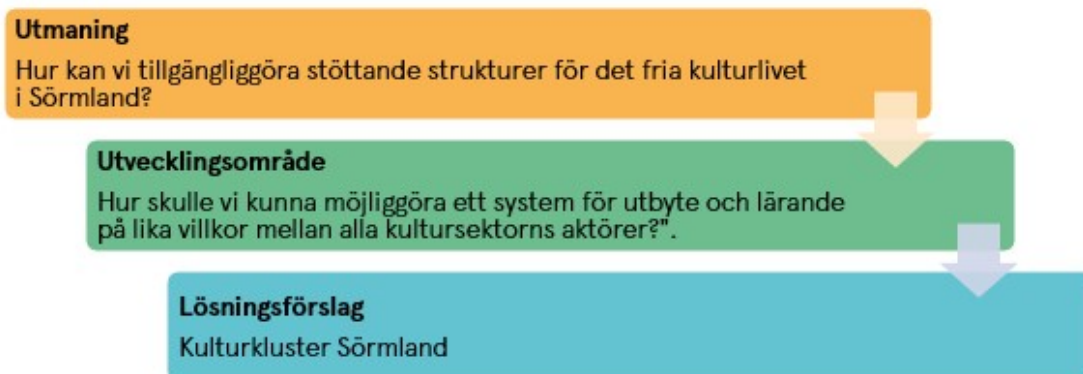 Utmaning
Hur kan vi tillgängliggöra stöttande strukturer för det fria kulturlivet
i Sörmland?
Utvecklingsområde
Hur skulle vi kunna möjliggöra ett system för utbyte och lärande
på lika villkor mellan alla kultursektorns aktörer?".
Lösningsförslag
Kulturkluster Sörmland